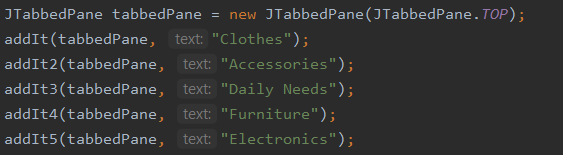 JTabbedPane tabbedPane = new JTabbedPane(JTabbedPane.TOP);
addIt(tabbedPane, text: "Clothes");
addIt2(tabbedPane, text: "Accessories");
addIt3(tabbedPane, text: "Daily Needs");
addIt4(tabbedPane, text: "Furniture");
addIt5(tabbedPane, text: "Electronics");